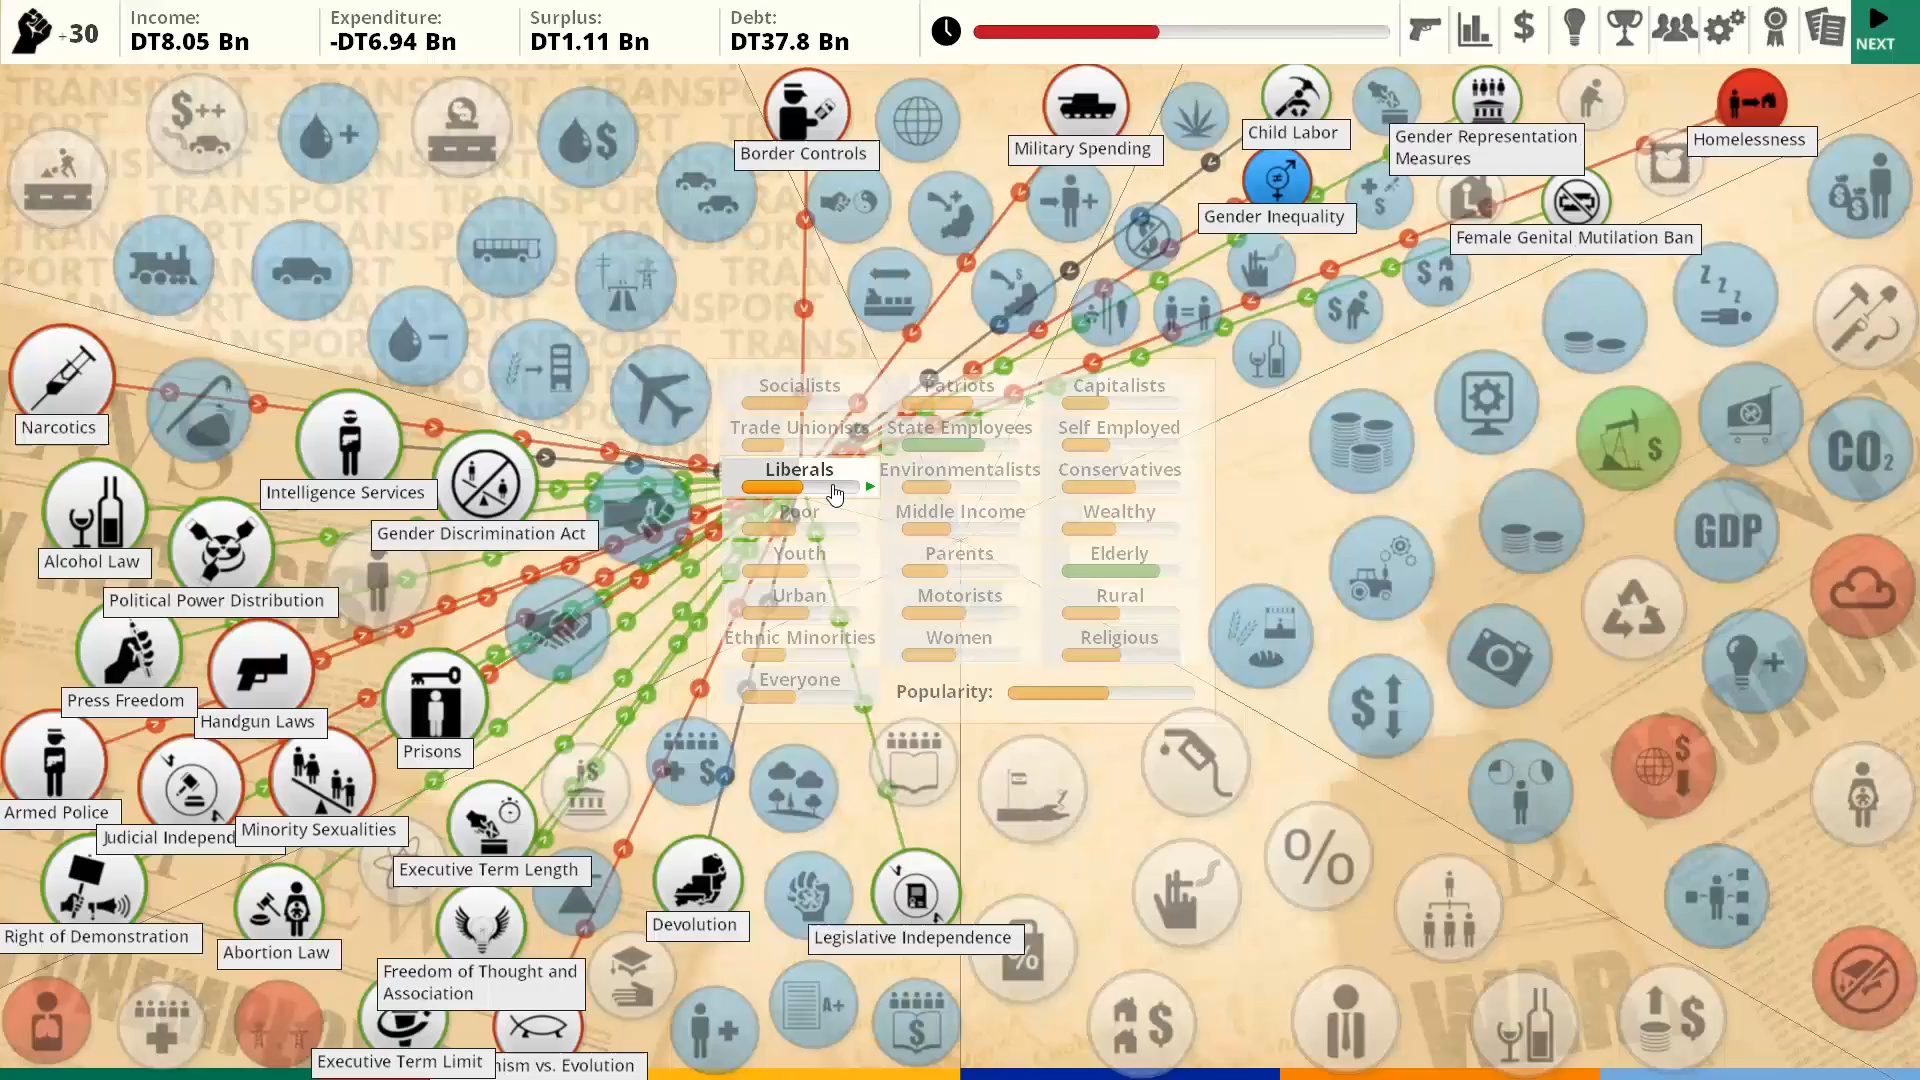 Income:
DT8.05 Bn
Expenditure:
-DT6.94 Bn
Surplus:
DT1.11 Bn
Debt:
DT37.8 Bn
+30
NEXT
TRANSPORT
Border Controls
Military Spending
Child Labor
Gender Representation
Measures
Homelessness
Gender Inequality
Female Genital Mutilation Ban
Narcotics
Intelligence Services
Gender Discrimination Act
Alcohol Law
Political Power Distribution
Press Freedom
Handgun Laws
Prisons
Armed Police
Judicial Independ
Minority Sexualities
Executive Term Length
Right of Demonstration
Abortion Law
Devolution
Legislative Independence
Freedom of Thought and
Association
Executive Term Limit
nism vs. Evolution
Socialists
Patriots
Capitalists
Trade Unionists
State Employees
Self Employed
Liberals
Environmentalists
Conservatives
Poor
Middle Income
Wealthy
Youth
Parents
Elderly
Urban
Motorists
Rural
Ethnic Minorities
Women
Religious
Everyone
Popularity:
CO2
GDP
Z Z Z
A+
WAR